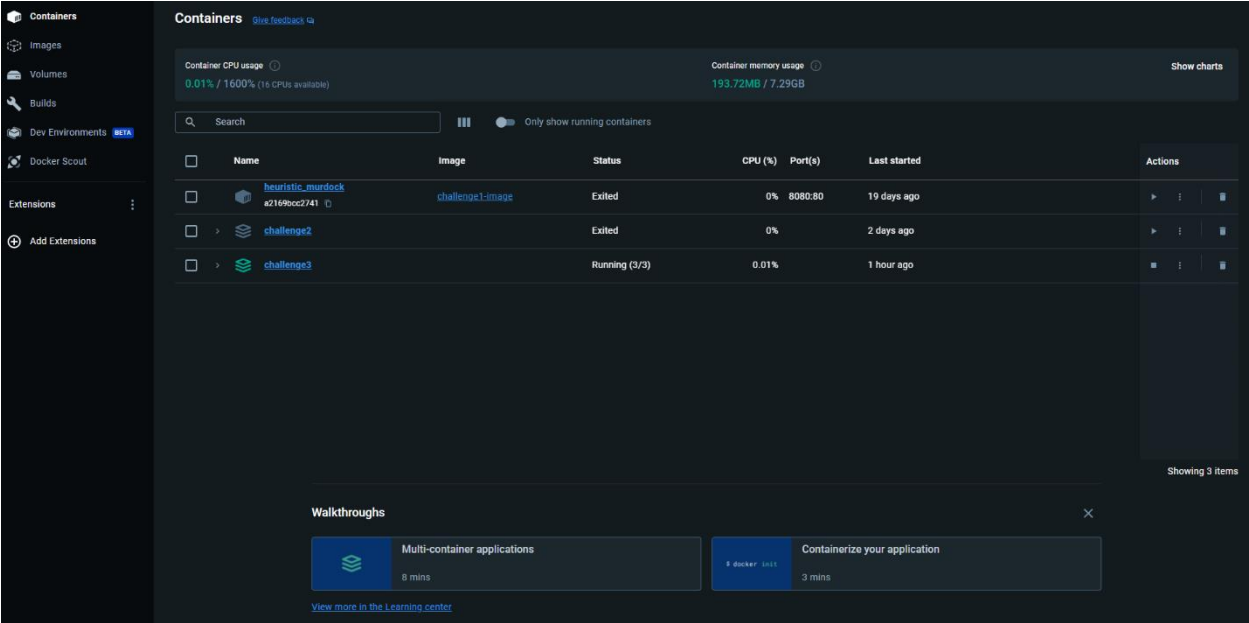 Containers
Images
Volumes
Builds
Dev Environments BETA
Docker Scout
Extensions
Add Extensions
Containers Give feedback
Container CPU usage
0.01% / 1600% (16 CPUs available)
Container memory usage
193.72MB / 7.29GB
Show charts
Search
Only show running containers
Name Image Status CPU (%) Port(s) Last started Actions
heuristic_murdock challenge1-image Exited 0% 8080:80 19 days ago
a2169bcc2741
challenge2 Exited 0% 2 days ago
challenge3 Running (3/3) 0.01% 1 hour ago
Showing 3 items
Walkthroughs
Multi-container applications
8 mins
$ docker init
Containerize your application
3 mins
View more in the Learning center